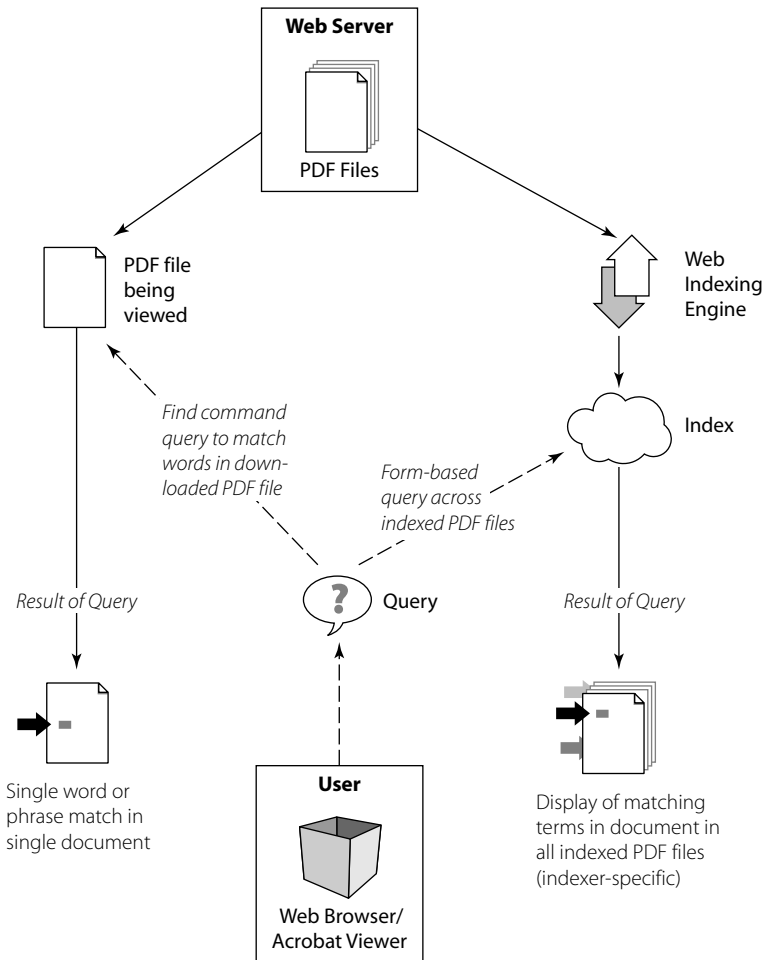 Web Server
PDF Files
PDF file
being
viewed
Web
Indexing
Engine
Find command
query to match
words in down-
loaded PDF file
Index
Form-based
query across
indexed PDF files
?
Query
Result of Query
Result of Query
Single word or
phrase match in
single document
User
Web Browser/
Acrobat Viewer
Display of matching
terms in document in
all indexed PDF files
(indexer-specific)